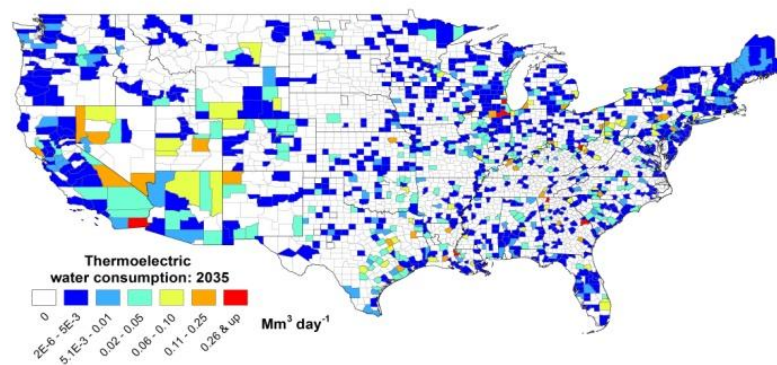 Thermoelectric
water consumption: 2035
0
2E-6 - 5E-3
5.1E-3 - 0.01
0.02 - 0.05
0.06 - 0.10
0.11 - 0.25
0.26 & up
Mm³ day⁻¹